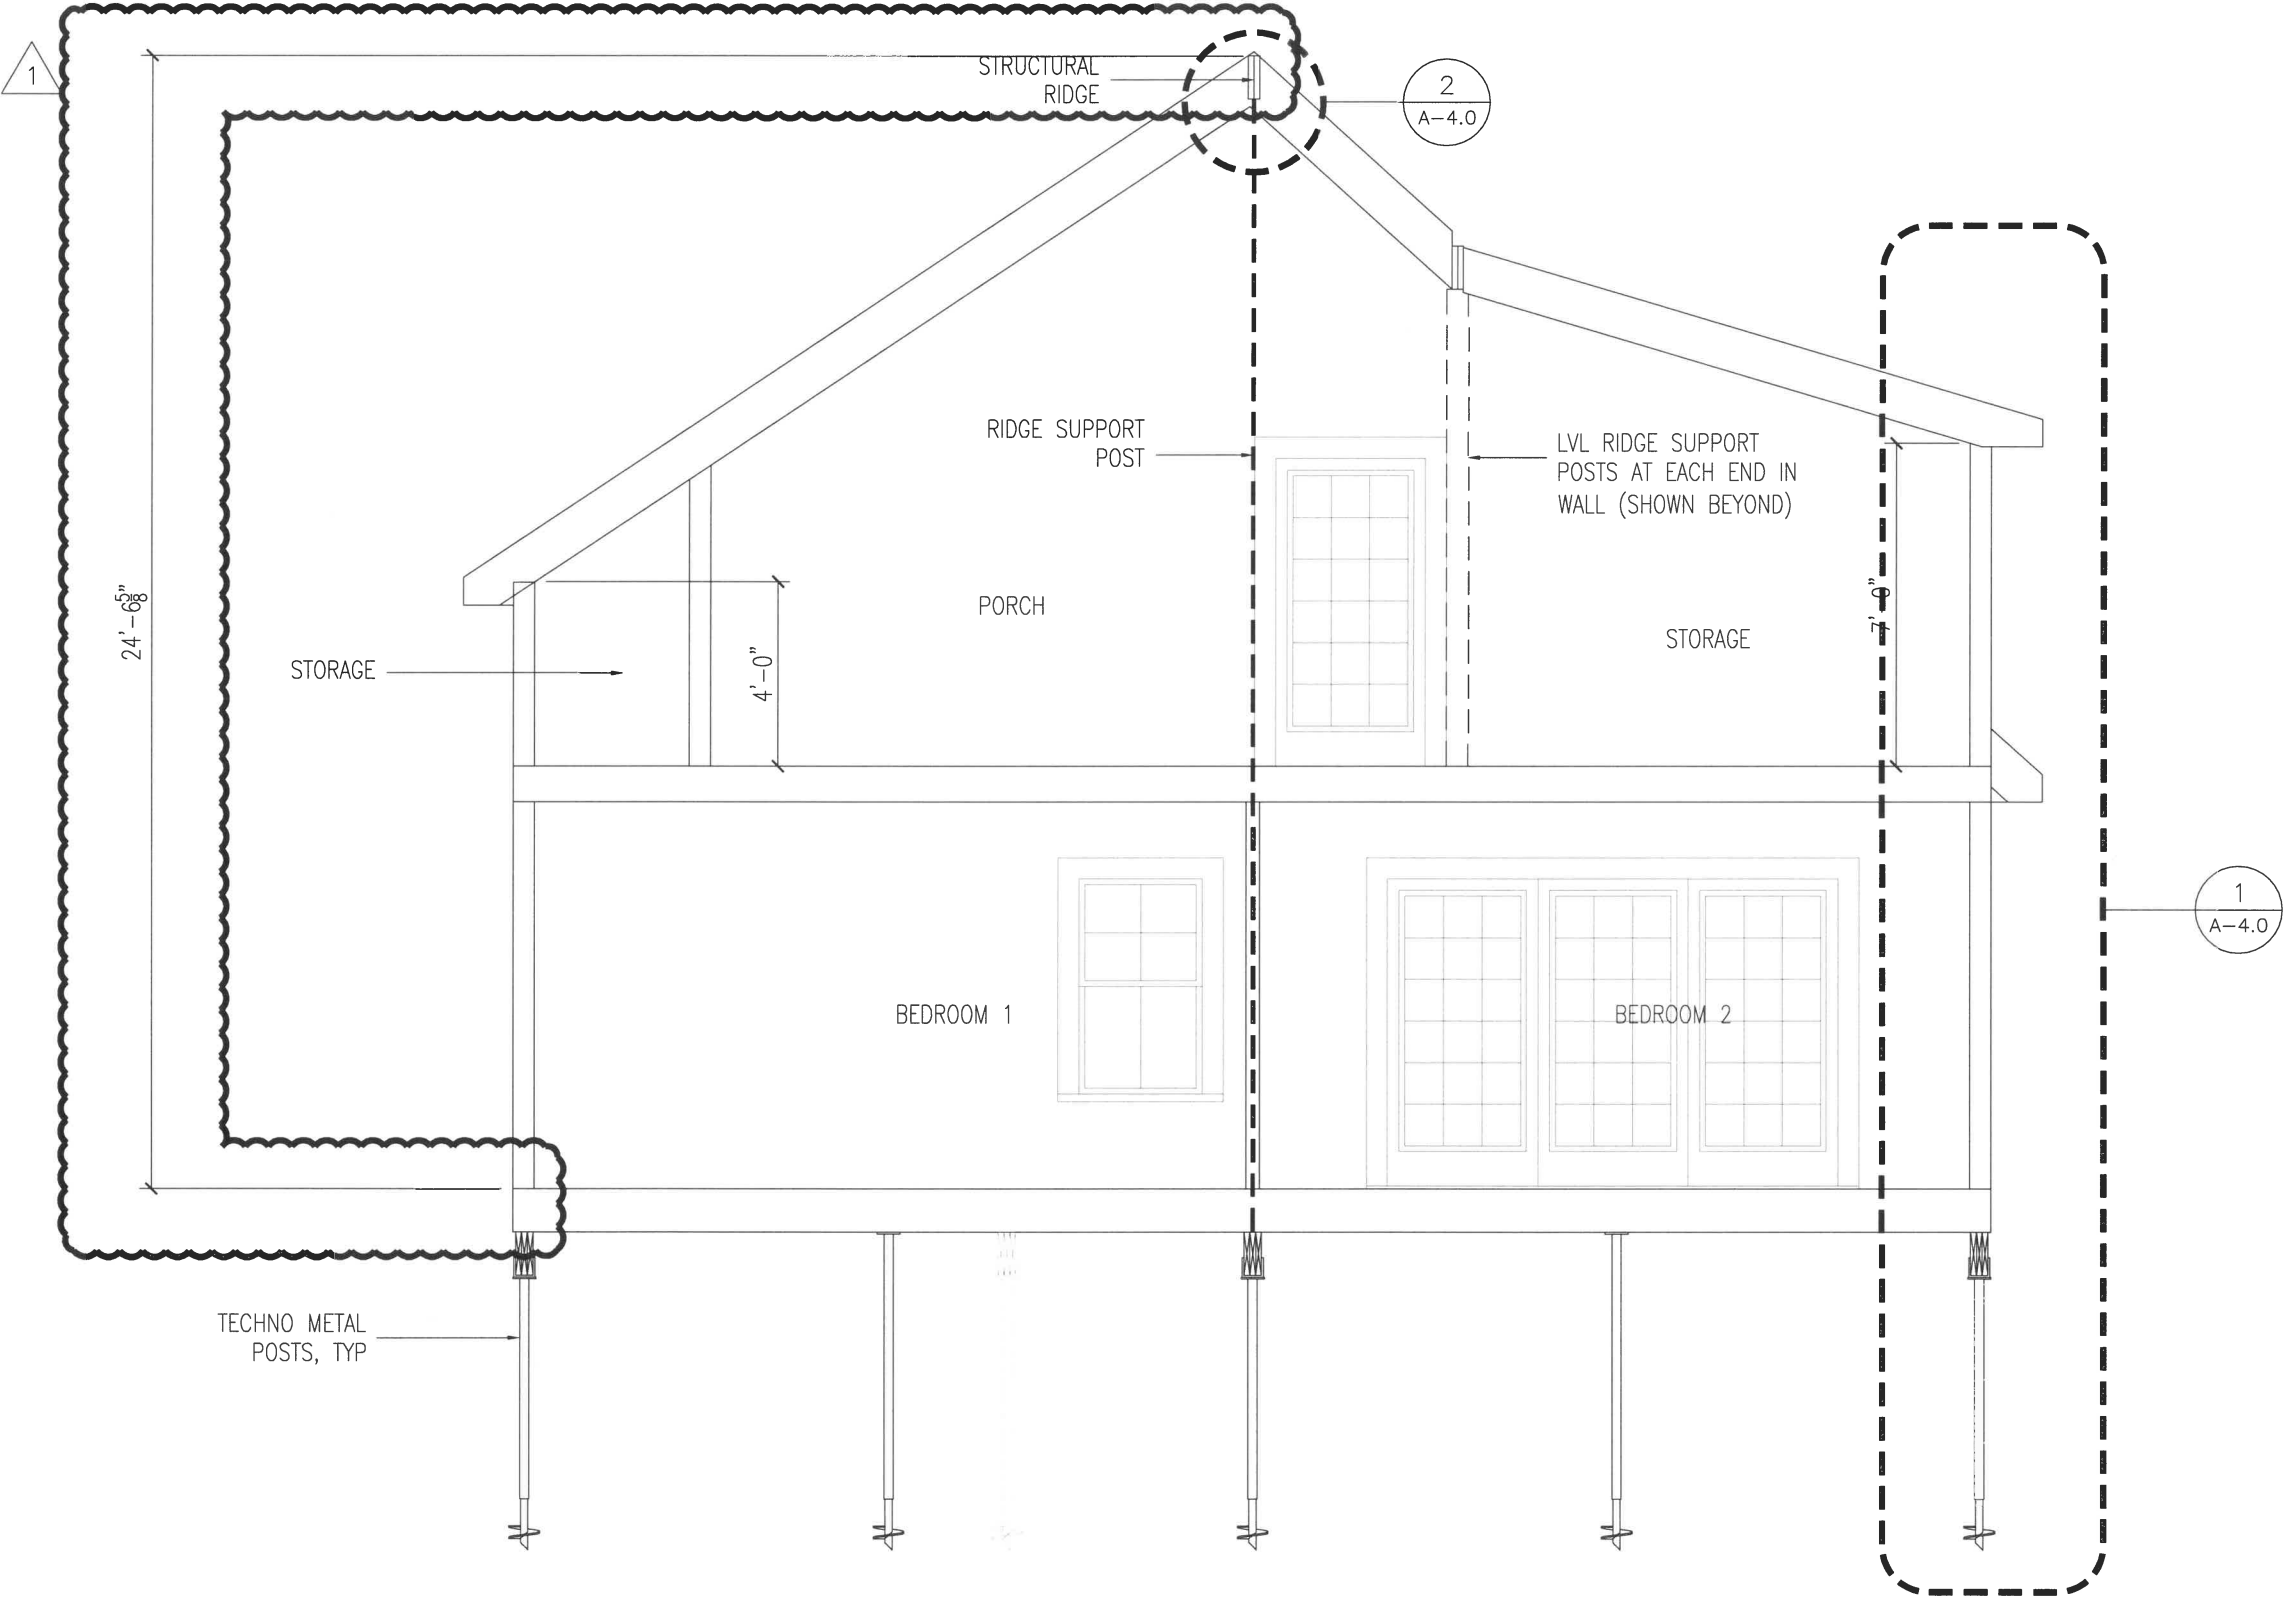 1
STRUCTURAL
RIDGE
2
A-4.0
RIDGE SUPPORT
POST
LVL RIDGE SUPPORT
POSTS AT EACH END IN
WALL (SHOWN BEYOND)
24'-6 5/8"
PORCH
7'-0"
STORAGE
STORAGE
4'-0"
1
A-4.0
BEDROOM 1
BEDROOM 2
TECHNO METAL
POSTS, TYP